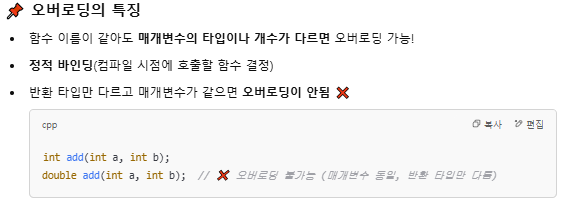 📌 오버로딩의 특징
• 함수 이름이 같아도 매개변수의 타입이나 개수가 다르면 오버로딩 가능!
• 정적 바인딩(컴파일 시점에 호출할 함수 결정)
• 반환 타입만 다르고 매개변수가 같으면 오버로딩이 안됨 ❌
cpp 복사 편집
int add(int a, int b);
double add(int a, int b); // ❌ 오버로딩 불가능 (매개변수 동일, 반환 타입만 다름)